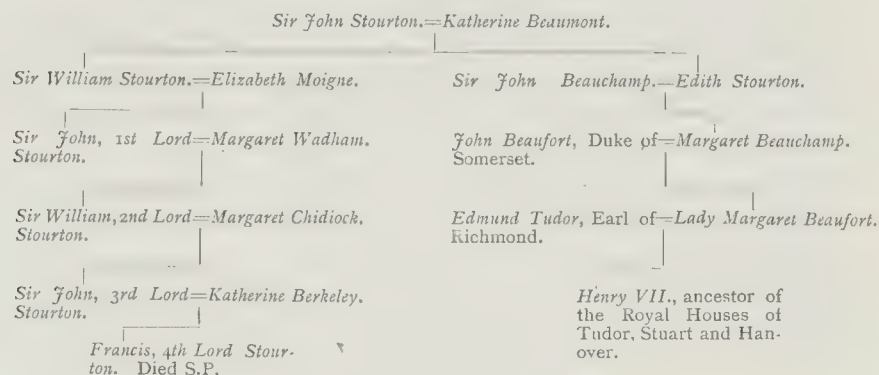 Sir John Stourton.=Katherine Beaumont.
Sir William Stourton.=Elizabeth Moigne.
Sir John Beauchamp.=Edith Stourton.
Sir John, 1st Lord=Margaret Wadham.
Stourton.
John Beaufort, Duke of=Margaret Beauchamp.
Somerset.
Sir William, 2nd Lord=Margaret Chidiock.
Stourton.
Edmund Tudor, Earl of=Lady Margaret Beaufort.
Richmond.
Sir John, 3rd Lord=Katherine Berkeley.
Stourton.
Henry VII., ancestor of
the Royal Houses of
Tudor, Stuart and Han-
over.
Francis, 4th Lord Stour-
ton. Died S.P.